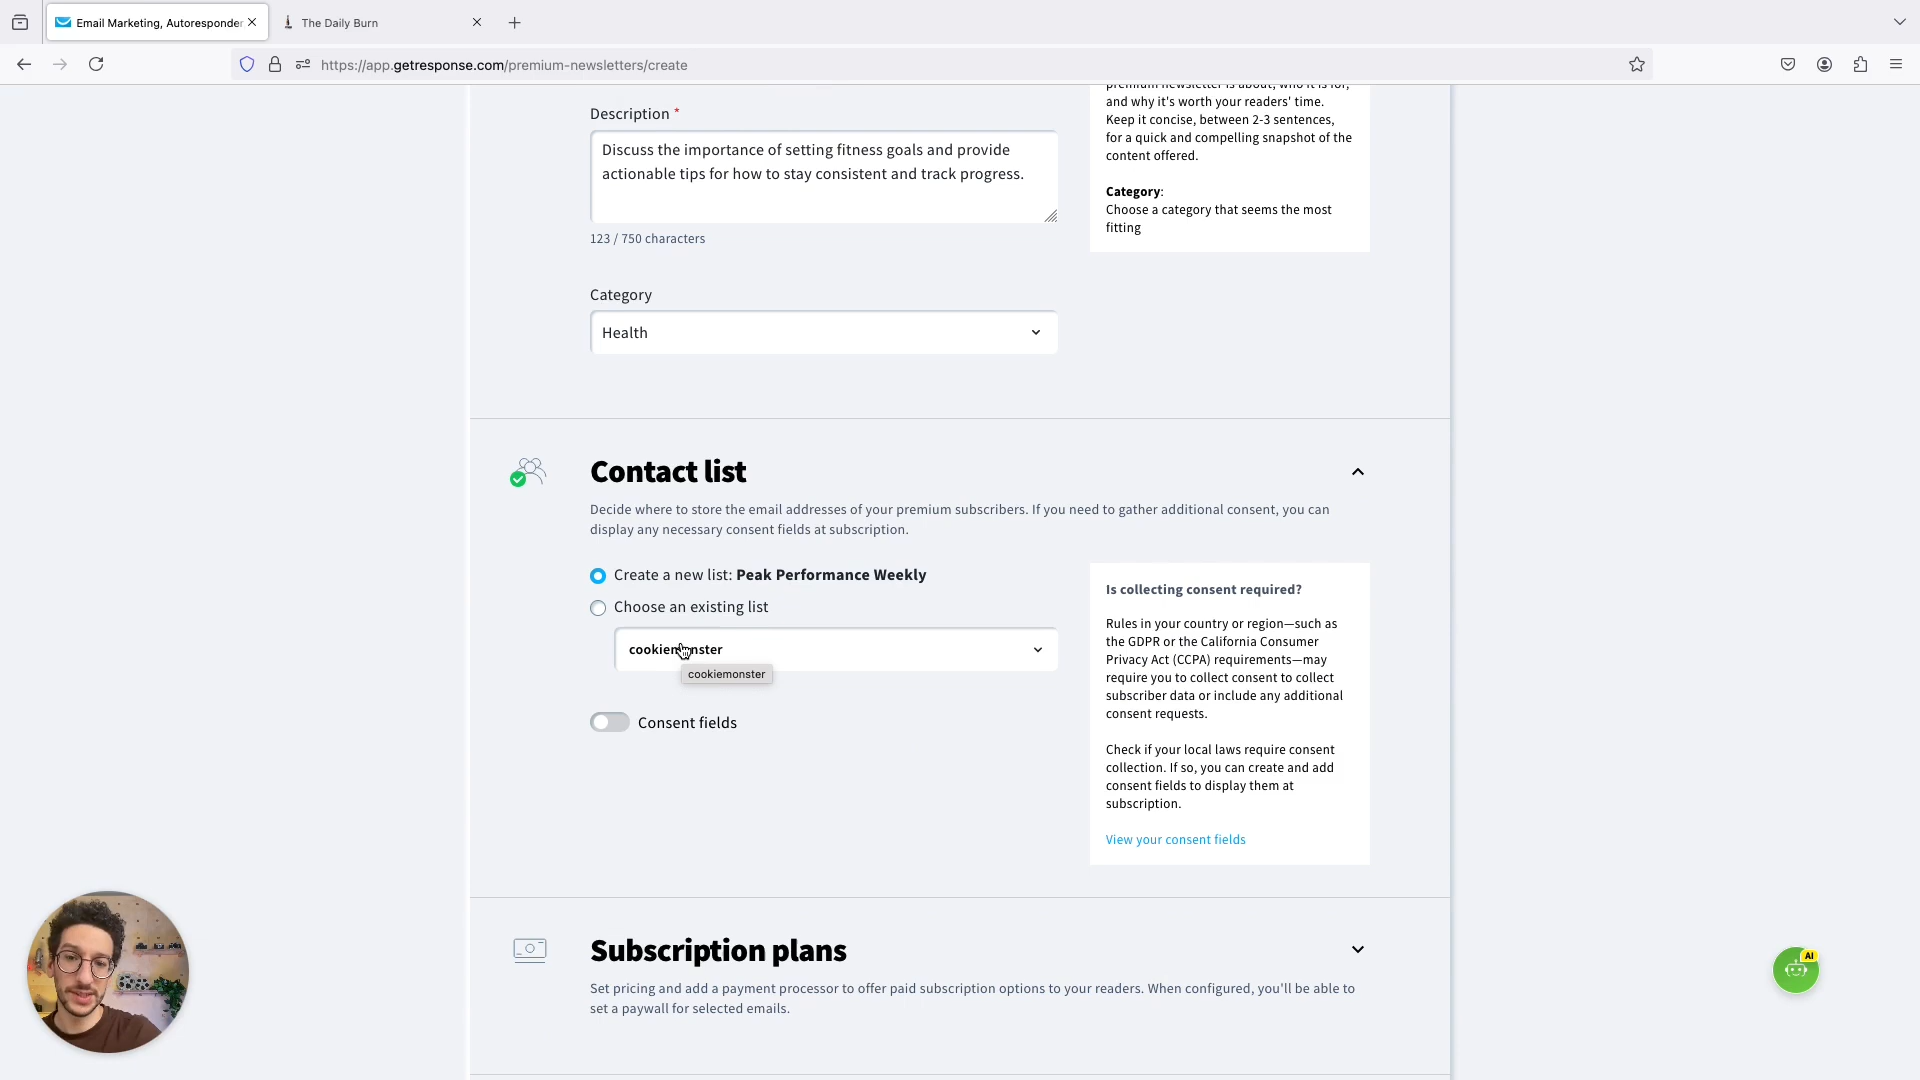 Email Marketing, Autoresponder
The Daily Burn
https://app.getresponse.com/premium-newsletters/create
Description *
Discuss the importance of setting fitness goals and provide
actionable tips for how to stay consistent and track progress.
123 / 750 characters
premium newsletter is about, who it is for,
and why it's worth your readers' time.
Keep it concise, between 2-3 sentences,
for a quick and compelling snapshot of the
content offered.
Category:
Choose a category that seems the most
fitting
Category
Health
Contact list
Decide where to store the email addresses of your premium subscribers. If you need to gather additional consent, you can
display any necessary consent fields at subscription.
Create a new list: Peak Performance Weekly
Choose an existing list
cookiemonster
cookiemonster
Consent fields
Is collecting consent required?
Rules in your country or region—such as
the GDPR or the California Consumer
Privacy Act (CCPA) requirements—may
require you to collect consent to collect
subscriber data or include any additional
consent requests.
Check if your local laws require consent
collection. If so, you can create and add
consent fields to display them at
subscription.
View your consent fields
Subscription plans
Set pricing and add a payment processor to offer paid subscription options to your readers. When configured, you'll be able to
set a paywall for selected emails.
AI